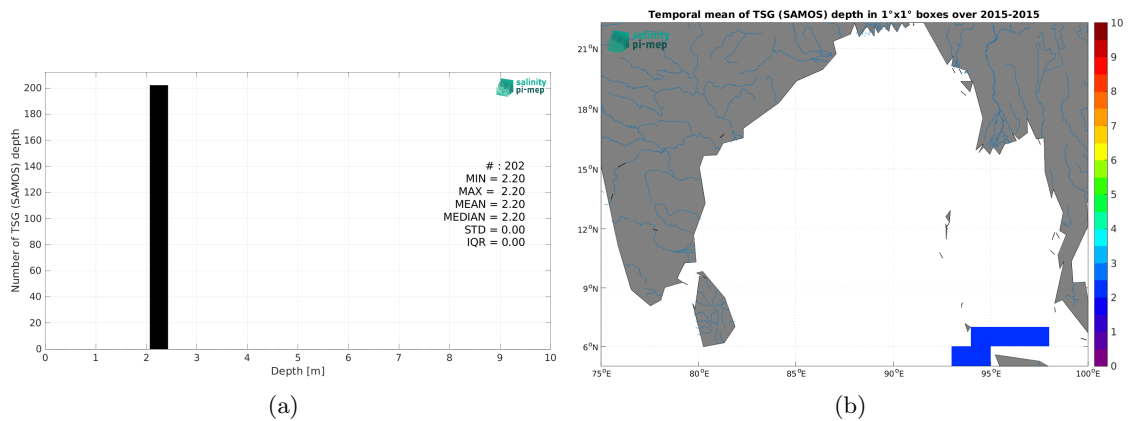 Number of TSG (SAMOS) depth
200
180
160
140
120
100
80
60
40
20
0
0 1 2 3 4 5 6 7 8 9 10
Depth [m]
salinity
pi-mep
# : 202
MIN = 2.20
MAX = 2.20
MEAN = 2.20
MEDIAN = 2.20
STD = 0.00
IQR = 0.00
(a)
Temporal mean of TSG (SAMOS) depth in 1°x1° boxes over 2015-2015
salinity
pi-mep
21°N
18°N
15°N
12°N
9°N
6°N
75°E 80°E 85°E 90°E 95°E 100°E
10
9
8
7
6
5
4
3
2
1
0
(b)